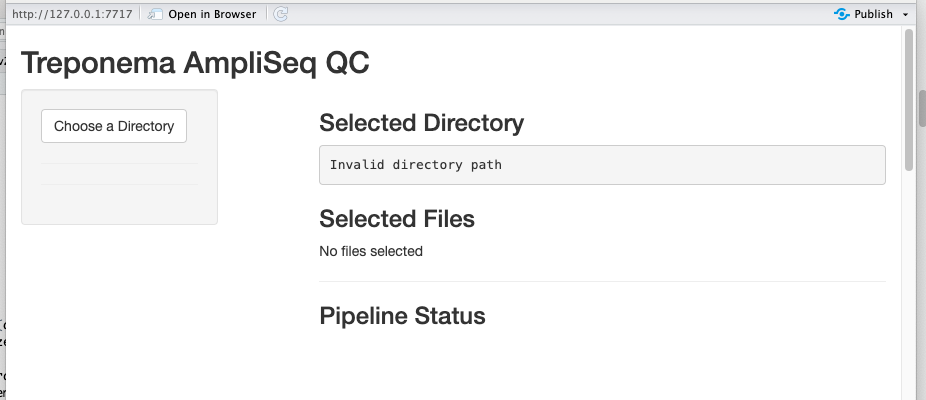 http://127.0.0.1:7717
Open in Browser
Publish
Treponema AmpliSeq QC
Choose a Directory
Selected Directory
Invalid directory path
Selected Files
No files selected
Pipeline Status